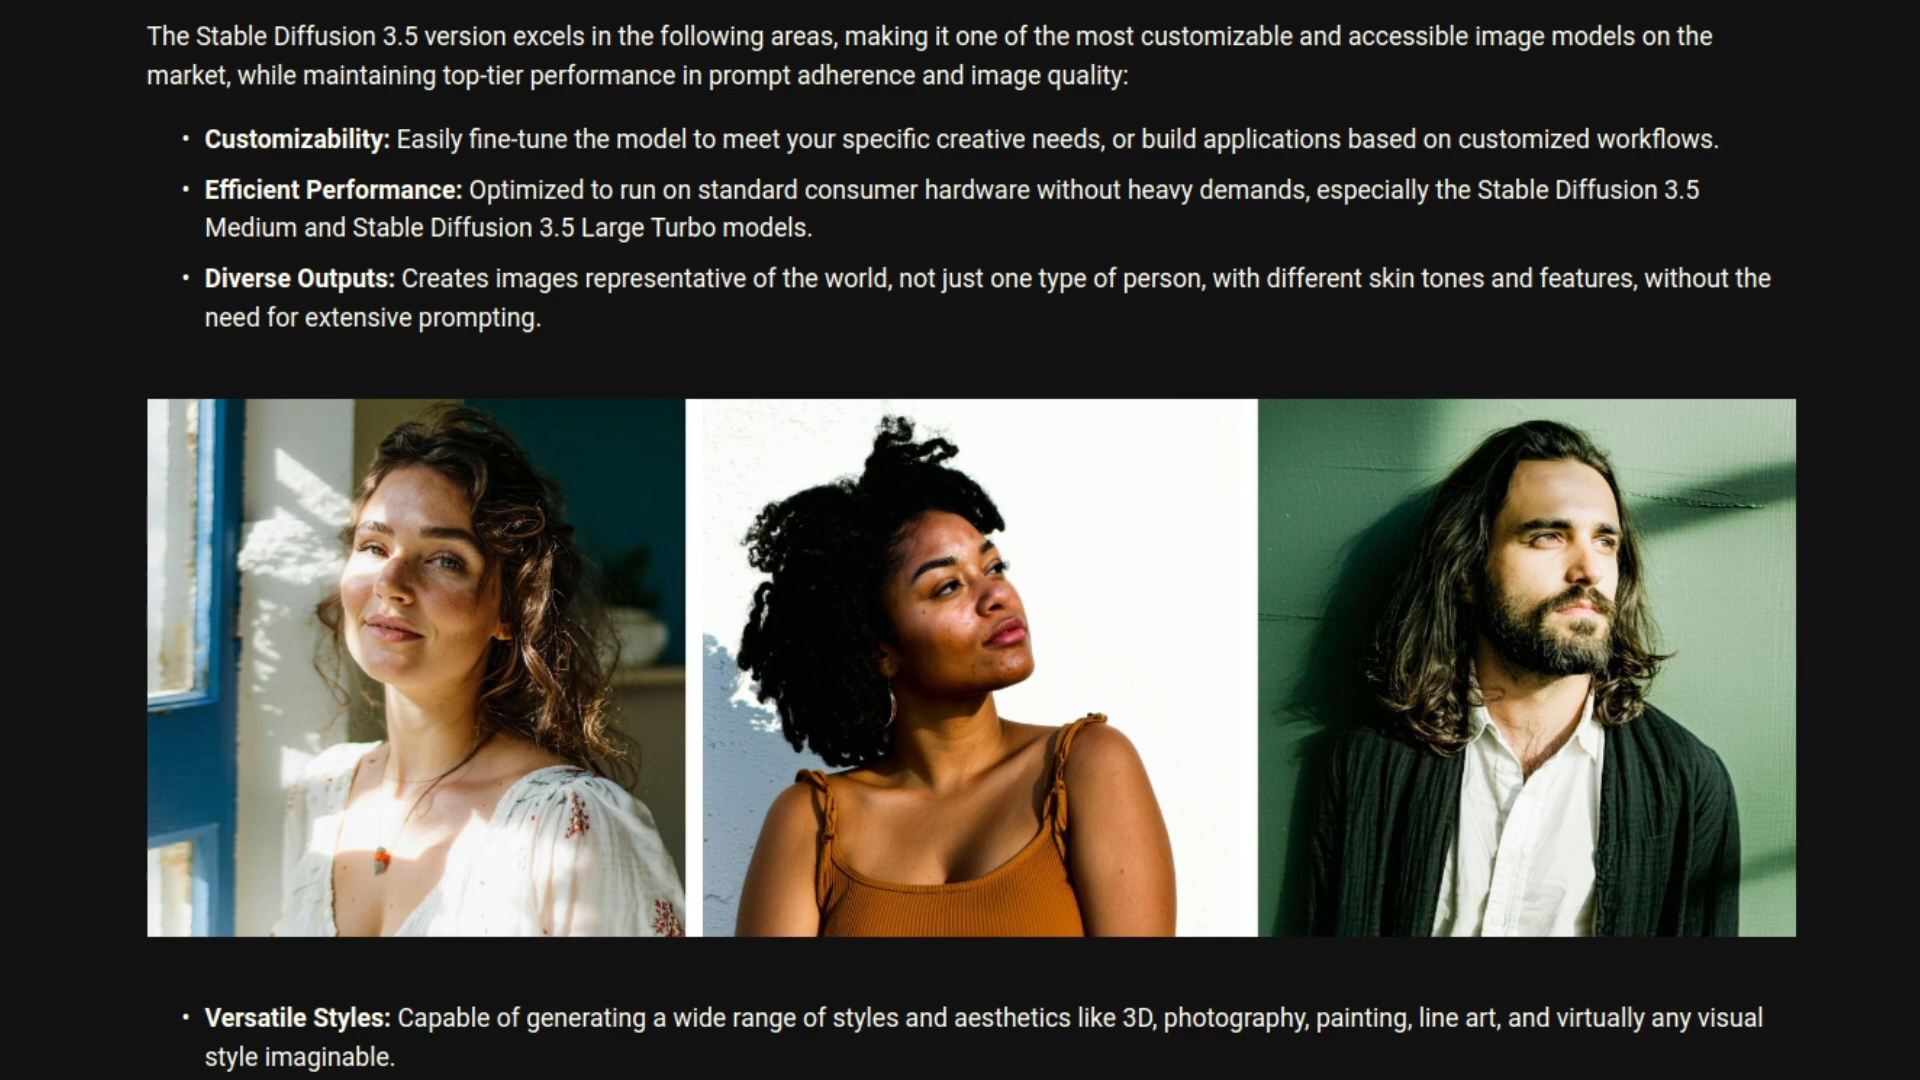 The Stable Diffusion 3.5 version excels in the following areas, making it one of the most customizable and accessible image models on the
market, while maintaining top-tier performance in prompt adherence and image quality:
• Customizability: Easily fine-tune the model to meet your specific creative needs, or build applications based on customized workflows.
• Efficient Performance: Optimized to run on standard consumer hardware without heavy demands, especially the Stable Diffusion 3.5
Medium and Stable Diffusion 3.5 Large Turbo models.
• Diverse Outputs: Creates images representative of the world, not just one type of person, with different skin tones and features, without the
need for extensive prompting.
• Versatile Styles: Capable of generating a wide range of styles and aesthetics like 3D, photography, painting, line art, and virtually any visual
style imaginable.